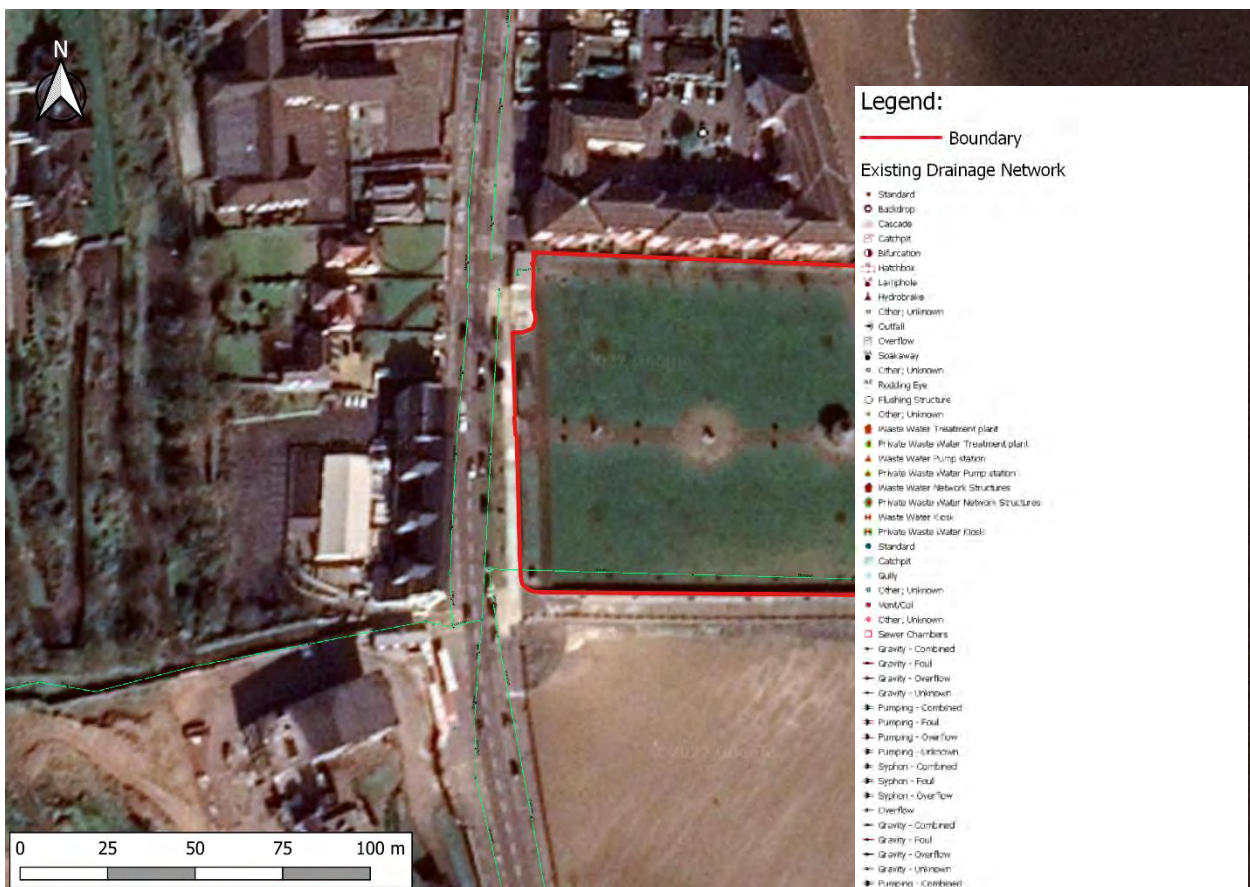 N
Legend:
Boundary
Existing Drainage Network
Standard
Backdrop
Cascade
Catchpit
Bifurcation
Hatchbox
Lamphole
Hydrobrake
Other; Unknown
Outfall
Overflow
Soakaway
Other; Unknown
Rodding Eye
Flushing Structure
Other; Unknown
Waste Water Treatment plant
Private Waste Water Treatment plant
Waste Water Pump station
Private Waste Water Pump station
Waste Water Network Structures
Private Waste Water Network Structures
Waste Water Kiosk
Private Waste Water Kiosk
Standard
Catchpit
Gully
Other; Unknown
Vent/Col
Other; Unknown
Sewer Chambers
Gravity - Combined
Gravity - Foul
Gravity - Overflow
Gravity - Unknown
Pumping - Combined
Pumping - Foul
Pumping - Overflow
Pumping - Unknown
Syphon - Combined
Syphon - Foul
Syphon - Overflow
Overflow
Gravity - Combined
Gravity - Foul
Gravity - Overflow
Gravity - Unknown
Pumping - Combined
0 25 50 75 100 m